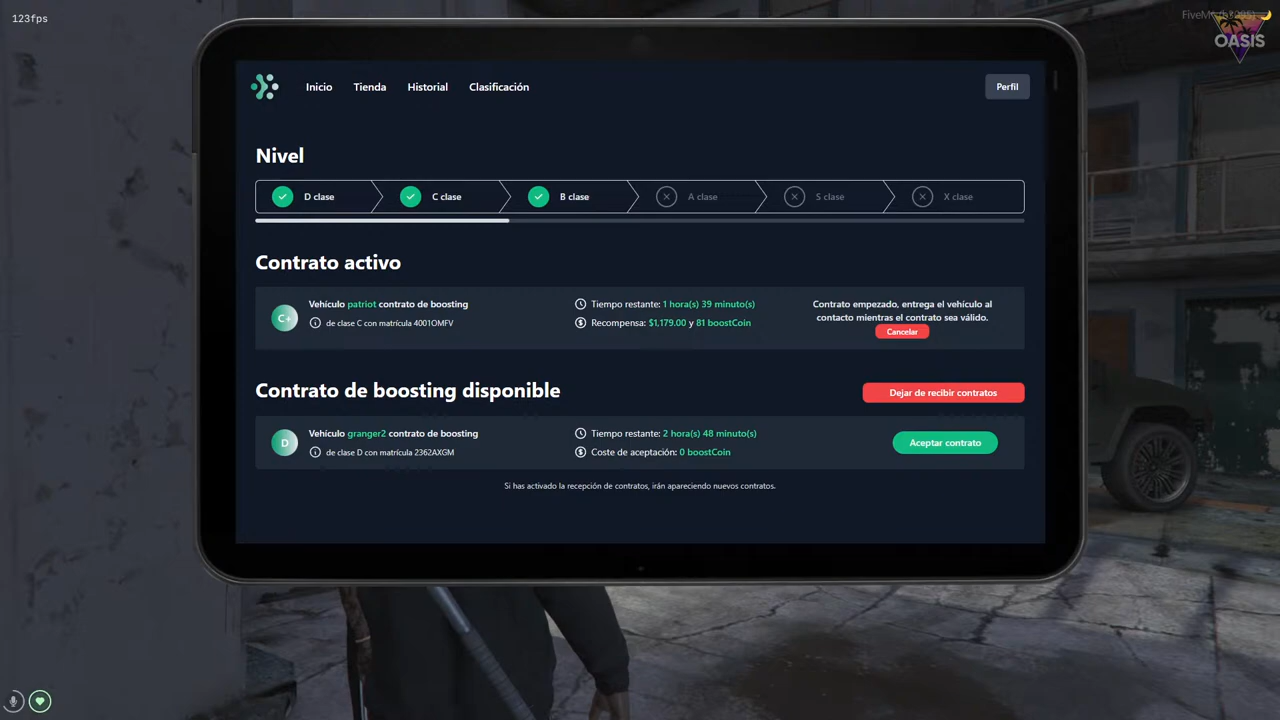 123fps
OASIS
Inicio
Tienda
Historial
Clasificación
Perfil
Nivel
D clase
C clase
B clase
A clase
S clase
X clase
Contrato activo
C+
Vehículo patriot contrato de boosting
de clase C con matrícula 4001OMFV
Tiempo restante: 1 hora(s) 39 minuto(s)
Recompensa: $1,179.00 y 81 boostCoin
Contrato empezado, entrega el vehículo al
contacto mientras el contrato sea válido.
Cancelar
Contrato de boosting disponible
Dejar de recibir contratos
D
Vehículo granger2 contrato de boosting
de clase D con matrícula 2362AXGM
Tiempo restante: 2 hora(s) 48 minuto(s)
Coste de aceptación: 0 boostCoin
Aceptar contrato
Si has activado la recepción de contratos, irán apareciendo nuevos contratos.